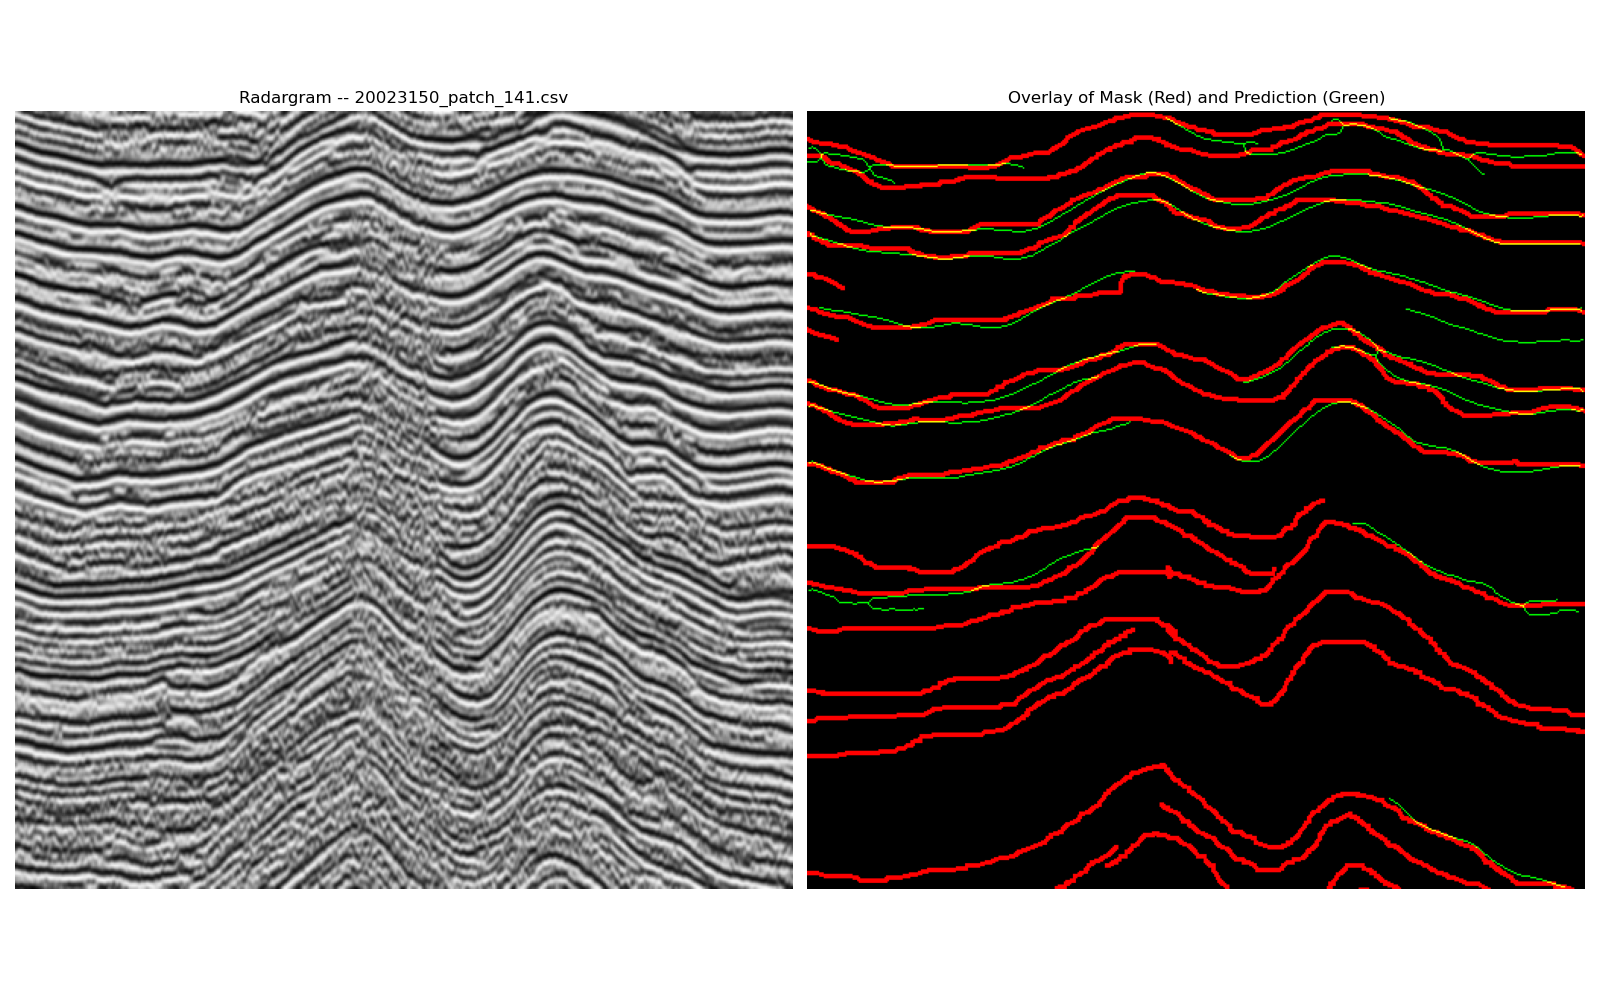 Radargram -- 20023150_patch_141.csv
Overlay of Mask (Red) and Prediction (Green)